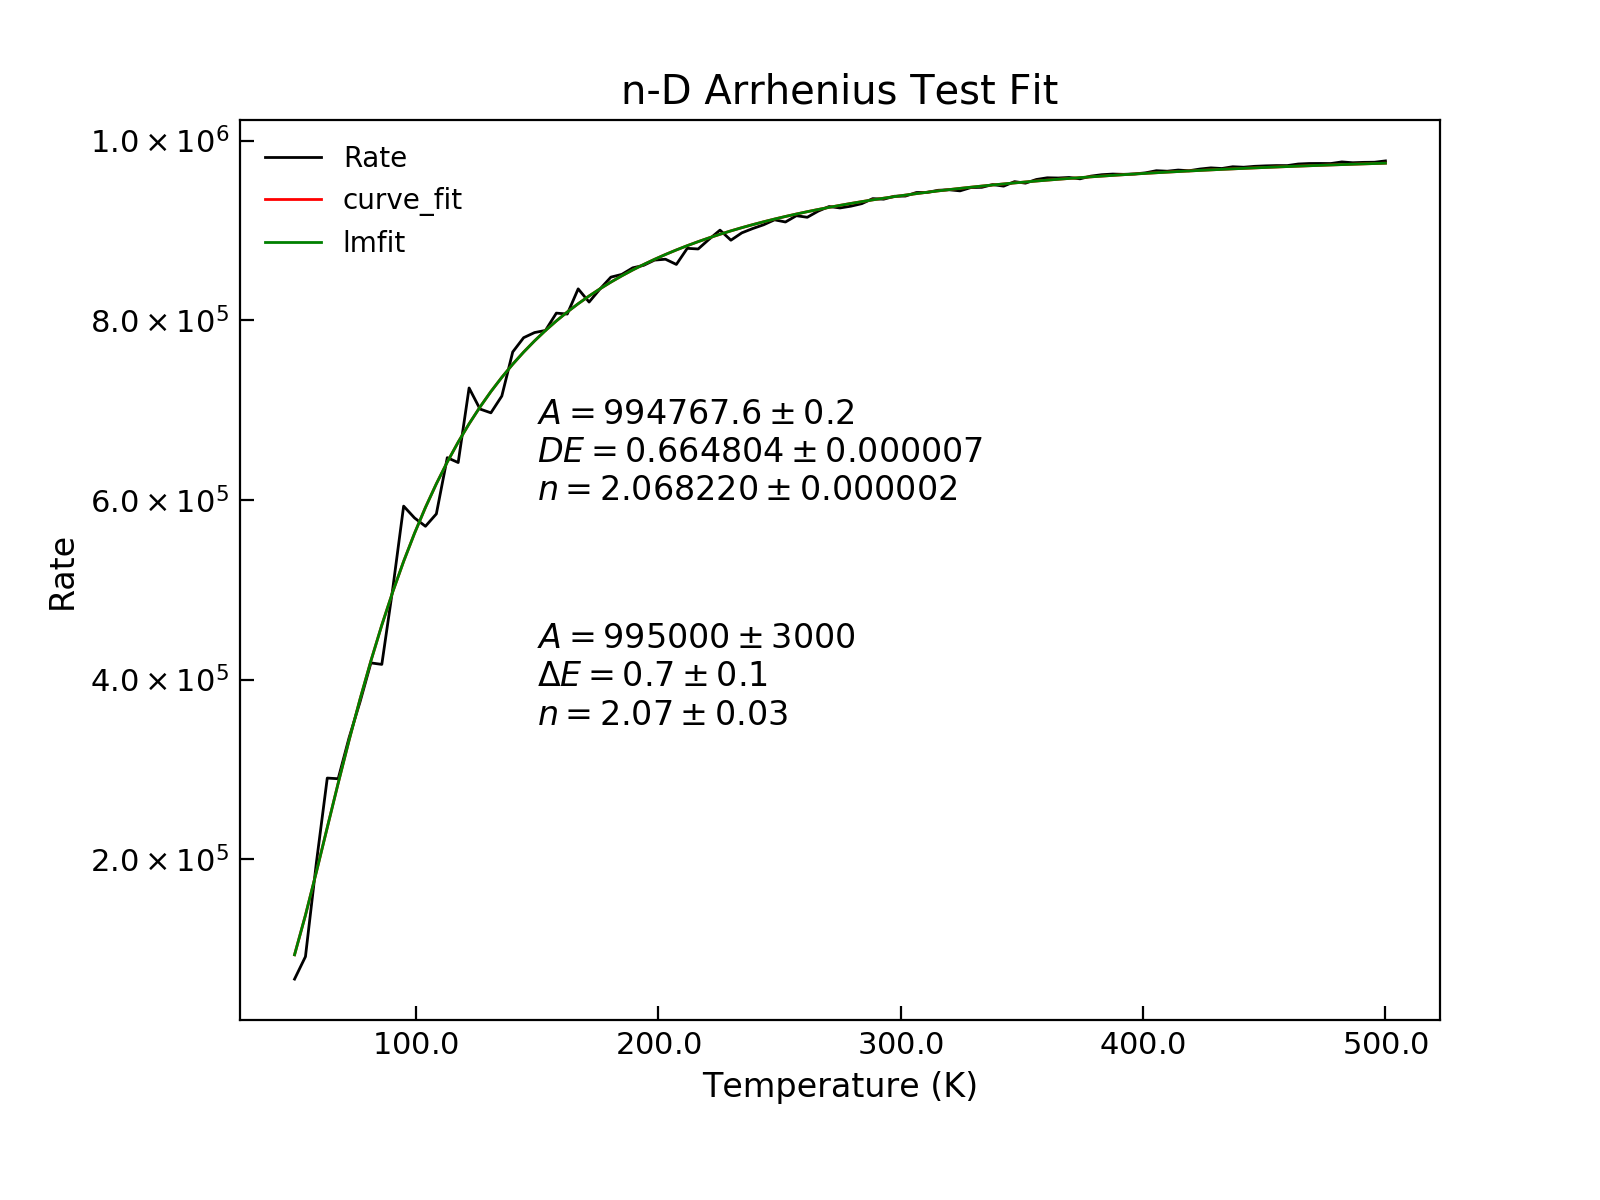 n-D Arrhenius Test Fit
1.0 × 10⁶
8.0 × 10⁵
6.0 × 10⁵
4.0 × 10⁵
2.0 × 10⁵
Rate
Rate
curve_fit
lmfit
A = 994767.6 ± 0.2
DE = 0.664804 ± 0.000007
n = 2.068220 ± 0.000002
A = 995000 ± 3000
ΔE = 0.7 ± 0.1
n = 2.07 ± 0.03
100.0 200.0 300.0 400.0 500.0
Temperature (K)